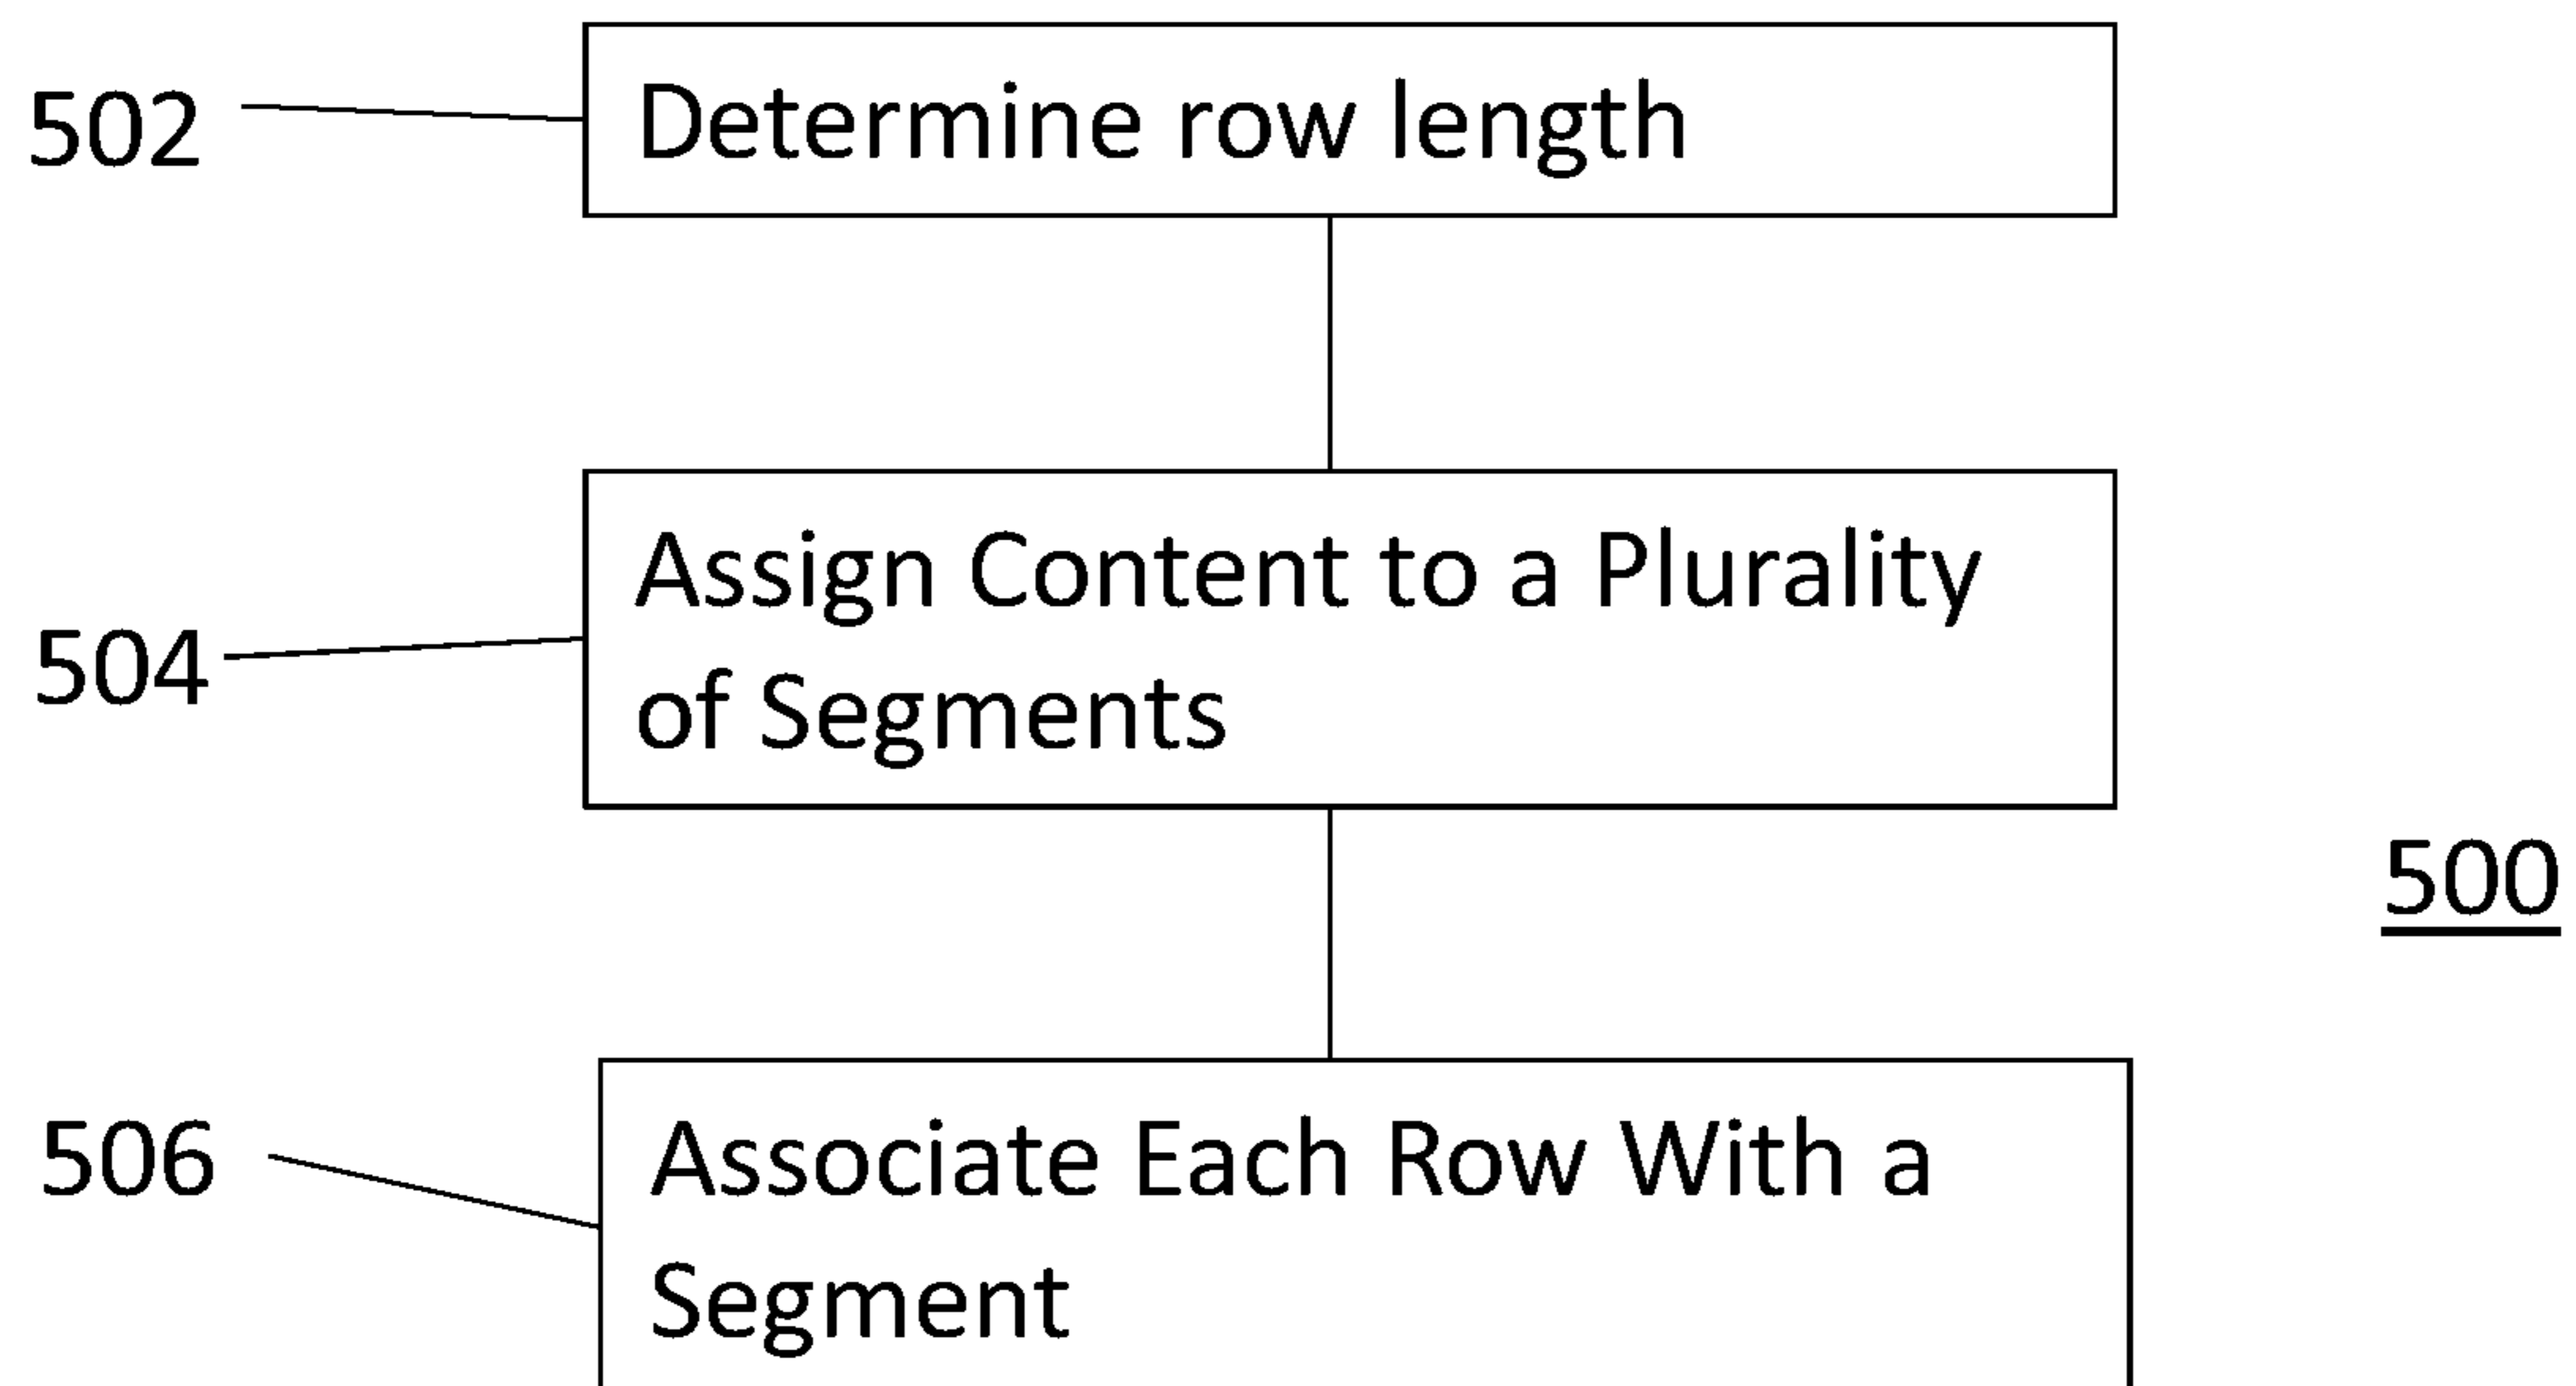 502
Determine row length
504
Assign Content to a Plurality
of Segments
500
506
Associate Each Row With a
Segment